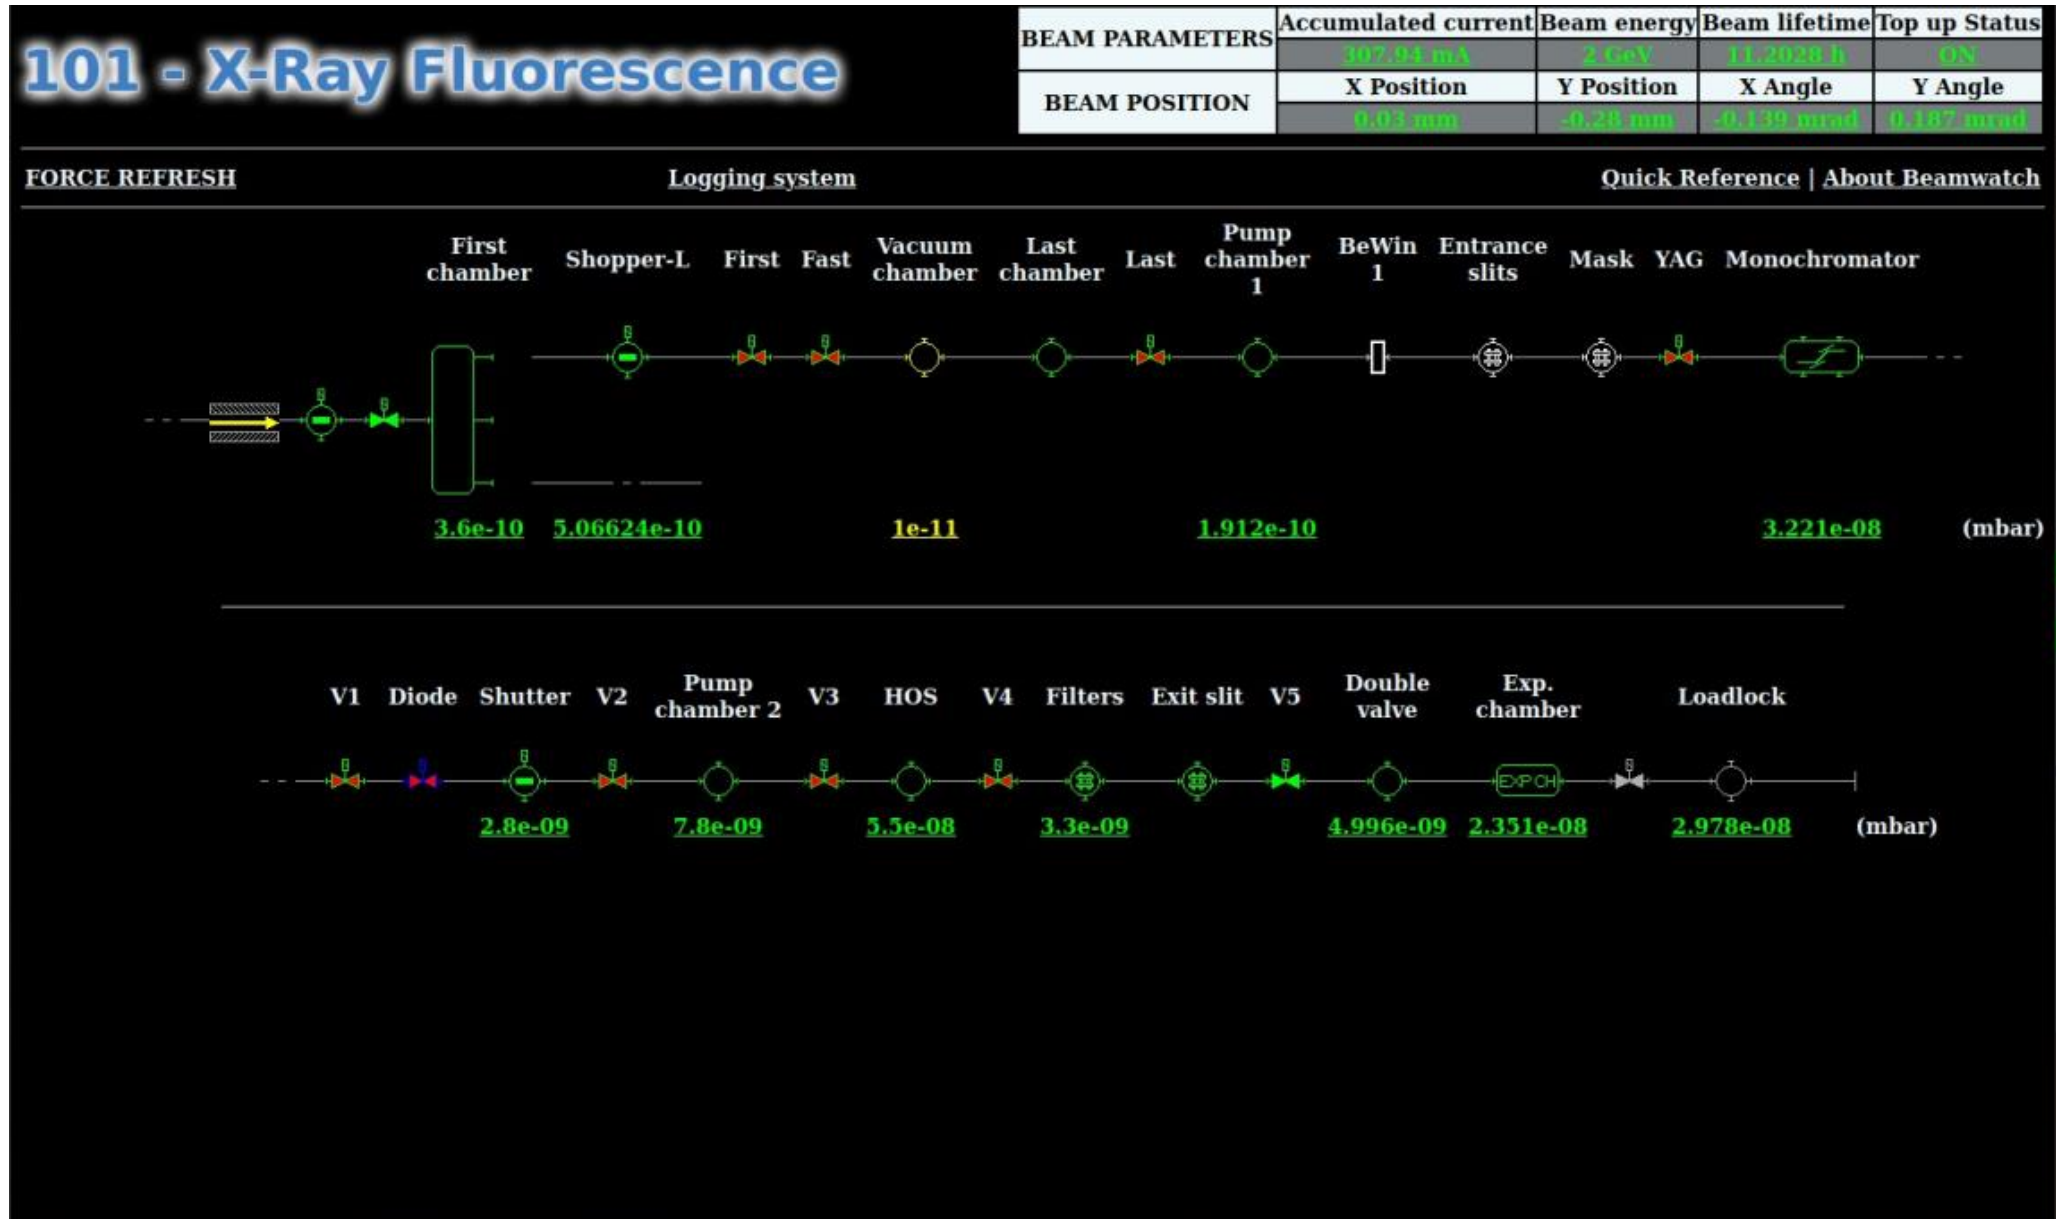 101 - X-Ray Fluorescence
BEAM PARAMETERS
Accumulated current Beam energy Beam lifetime Top up Status
307.94 mA 2 GeV 11.2028 h ON
BEAM POSITION
X Position Y Position X Angle Y Angle
0.03 mm -0.28 mm -0.139 mrad 0.187 mrad
FORCE REFRESH Logging system Quick Reference | About Beamwatch
First chamber Shopper-L First Fast Vacuum chamber Last chamber Last Pump chamber 1 BeWin 1 Entrance slits Mask YAG Monochromator
3.6e-10 5.06624e-10 1e-11 1.912e-10 3.221e-08 (mbar)
V1 Diode Shutter V2 Pump chamber 2 V3 HOS V4 Filters Exit slit V5 Double valve Exp. chamber Loadlock
EXP CH
2.8e-09 7.8e-09 5.5e-08 3.3e-09 4.996e-09 2.351e-08 2.978e-08 (mbar)